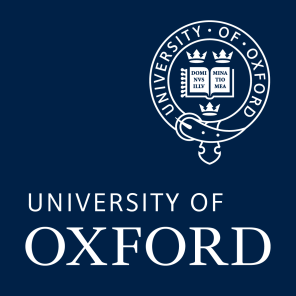 UNIVERSITY · OF · OXFORD
DOMI MINA
NVS TIO
ILLV MEA
UNIVERSITY OF
OXFORD